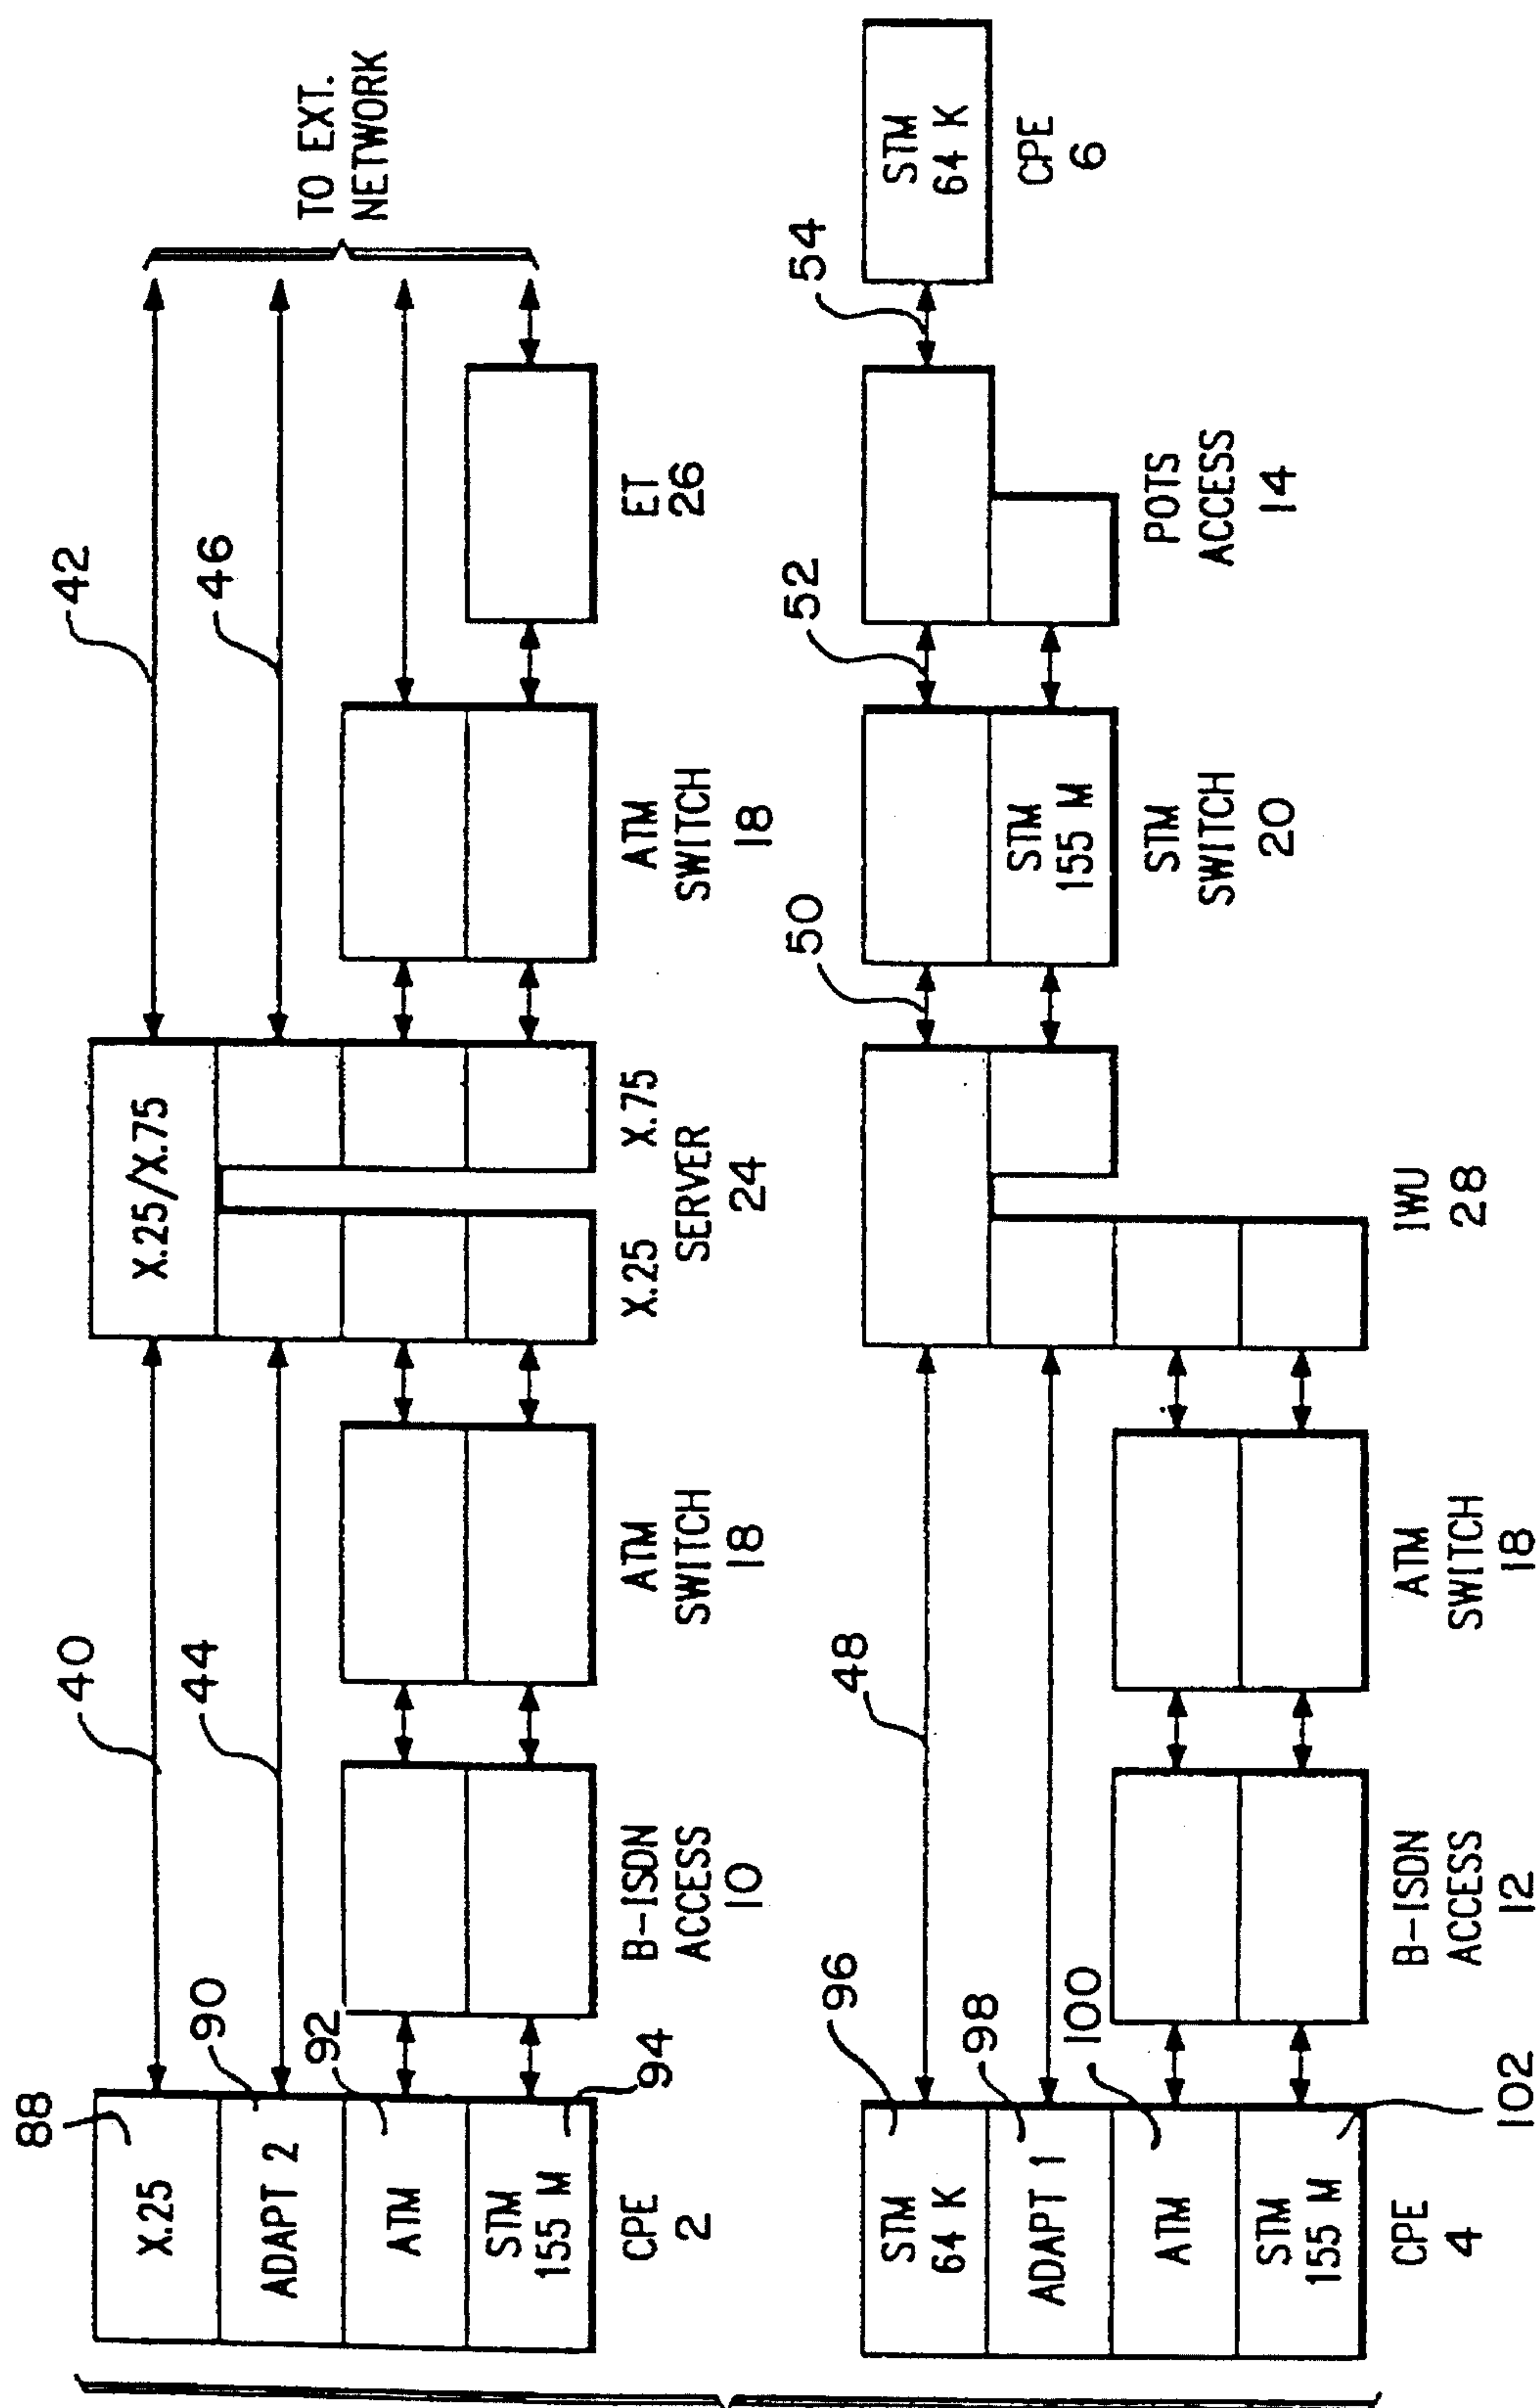 88
X.25
ADAPT 2
ATM
STM
155 M
CPE
2
90
92
94
40
44
B-ISDN
ACCESS
10
ATM
SWITCH
18
X.25/X.75
X.25
X.75
SERVER
24
42
46
ATM
SWITCH
18
ET
26
TO EXT.
NETWORK
STM
64 K
ADAPT 1
ATM
STM
155 M
CPE
4
96
98
100
102
48
B-ISDN
ACCESS
12
ATM
SWITCH
18
IWU
28
50
STM
155 M
STM
SWITCH
20
52
POTS
ACCESS
14
54
STM
64 K
CPE
6